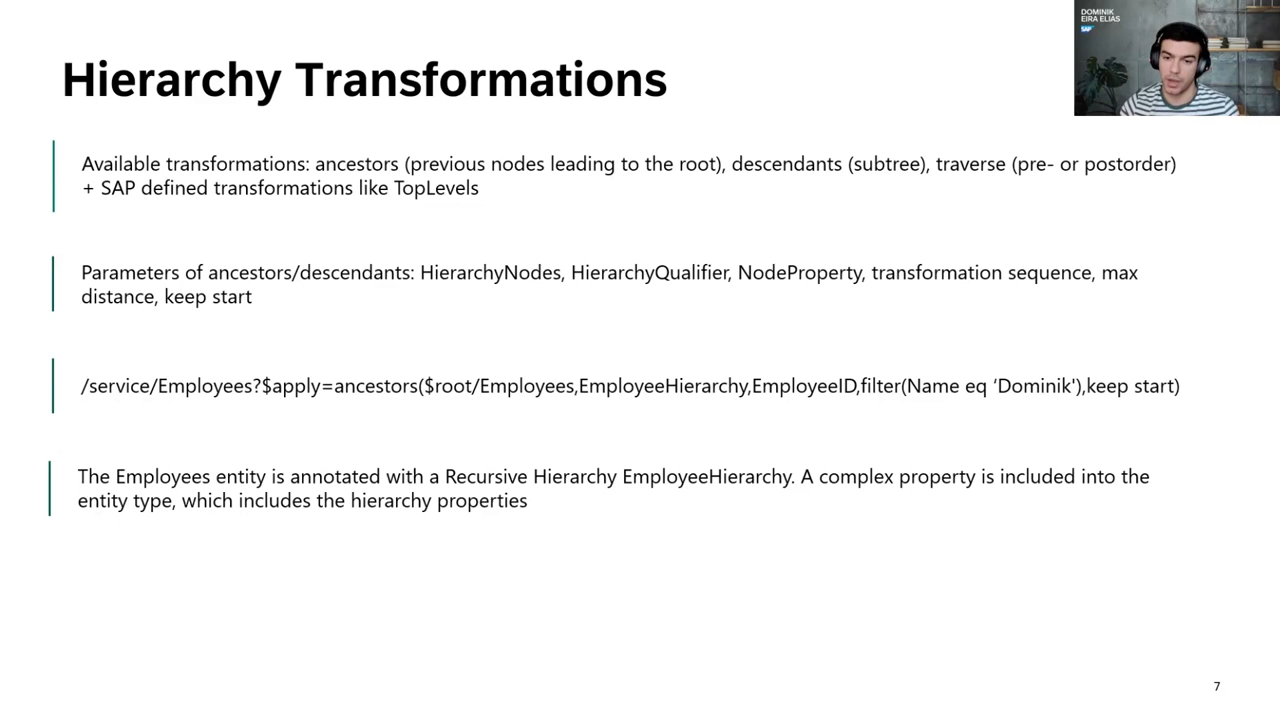 DOMINIK
EIRA ELIAS
SAP
Hierarchy Transformations
Available transformations: ancestors (previous nodes leading to the root), descendants (subtree), traverse (pre- or postorder)
+ SAP defined transformations like TopLevels
Parameters of ancestors/descendants: HierarchyNodes, HierarchyQualifier, NodeProperty, transformation sequence, max
distance, keep start
/service/Employees?$apply=ancestors($root/Employees,EmployeeHierarchy,EmployeeID,filter(Name eq ‘Dominik'),keep start)
The Employees entity is annotated with a Recursive Hierarchy EmployeeHierarchy. A complex property is included into the
entity type, which includes the hierarchy properties
7